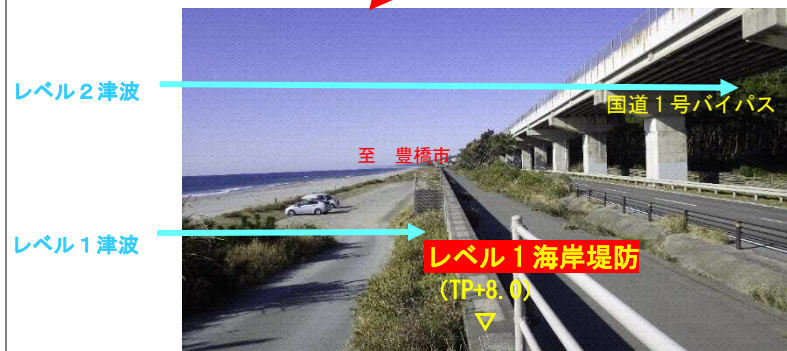 レベル２津波
国道１号バイパス
至　豊橋市
レベル１津波
レベル１海岸堤防
(TP+8.0)
▽